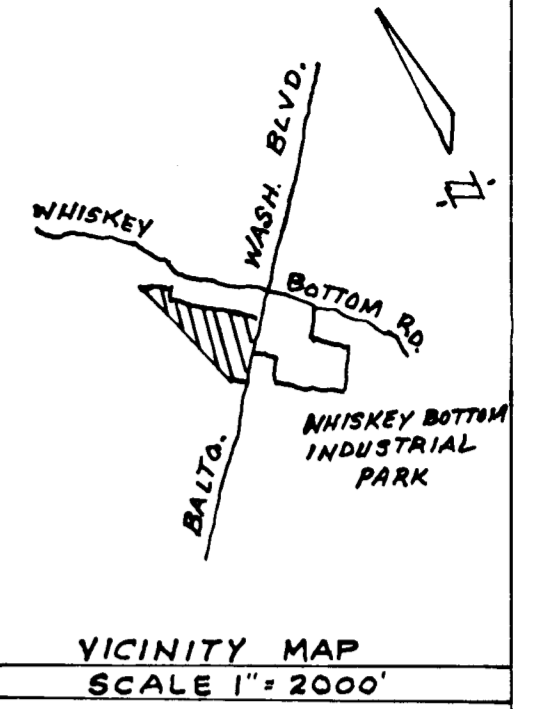 WASH. BLVD.
N.
WHISKEY
BOTTOM RD.
WHISKEY BOTTOM
INDUSTRIAL
PARK
BALTO.
VICINITY MAP
SCALE 1" = 2000'